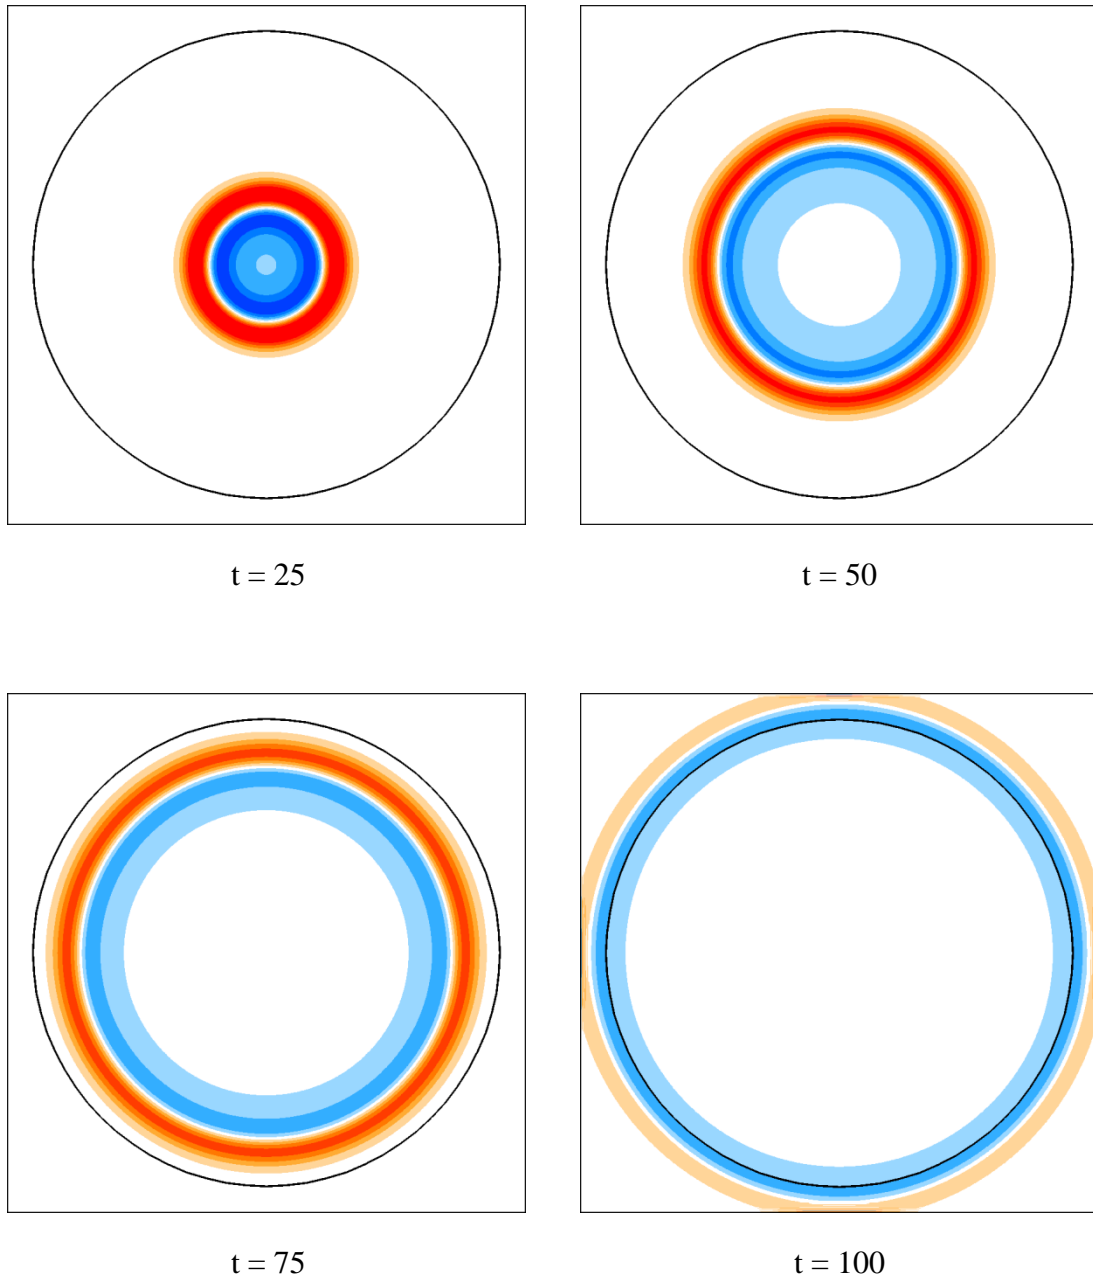 t = 25
t = 50
t = 75
t = 100